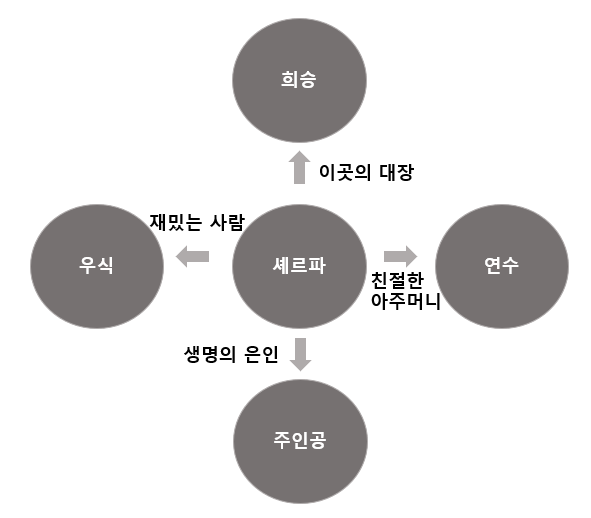 희승
이곳의 대장
재밌는 사람
우식
셰르파
연수
친절한
아주머니
생명의 은인
주인공